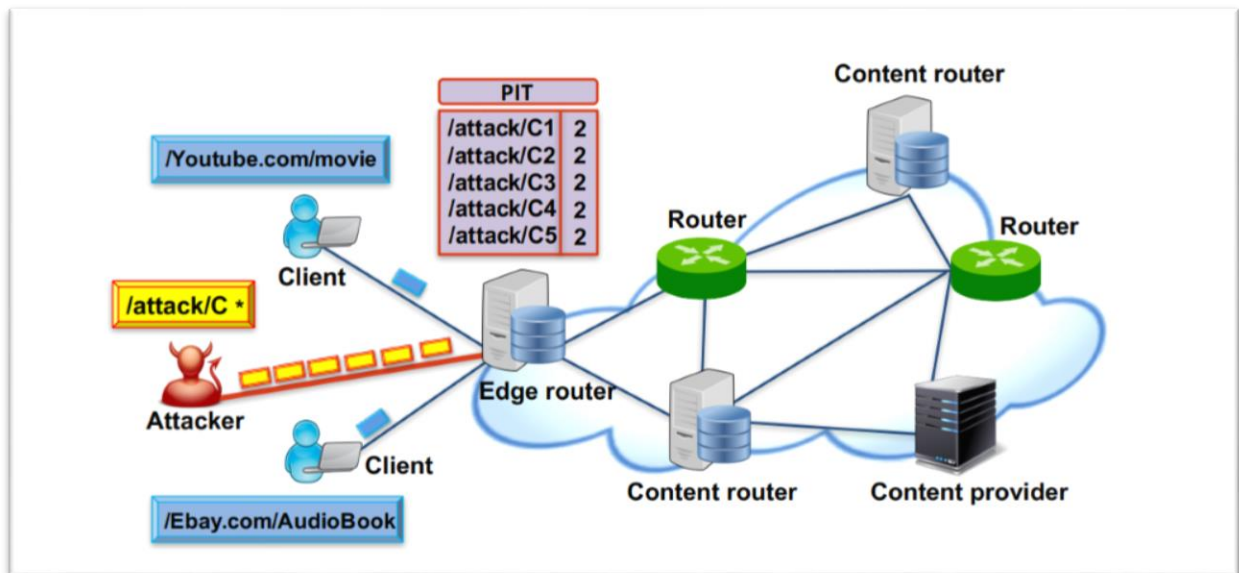 Content router
PIT
/attack/C1 2
/attack/C2 2
/attack/C3 2
/attack/C4 2
/attack/C5 2
/Youtube.com/movie
Router
Router
Client
/attack/C *
Edge router
Attacker
Client
Content router
Content provider
/Ebay.com/AudioBook